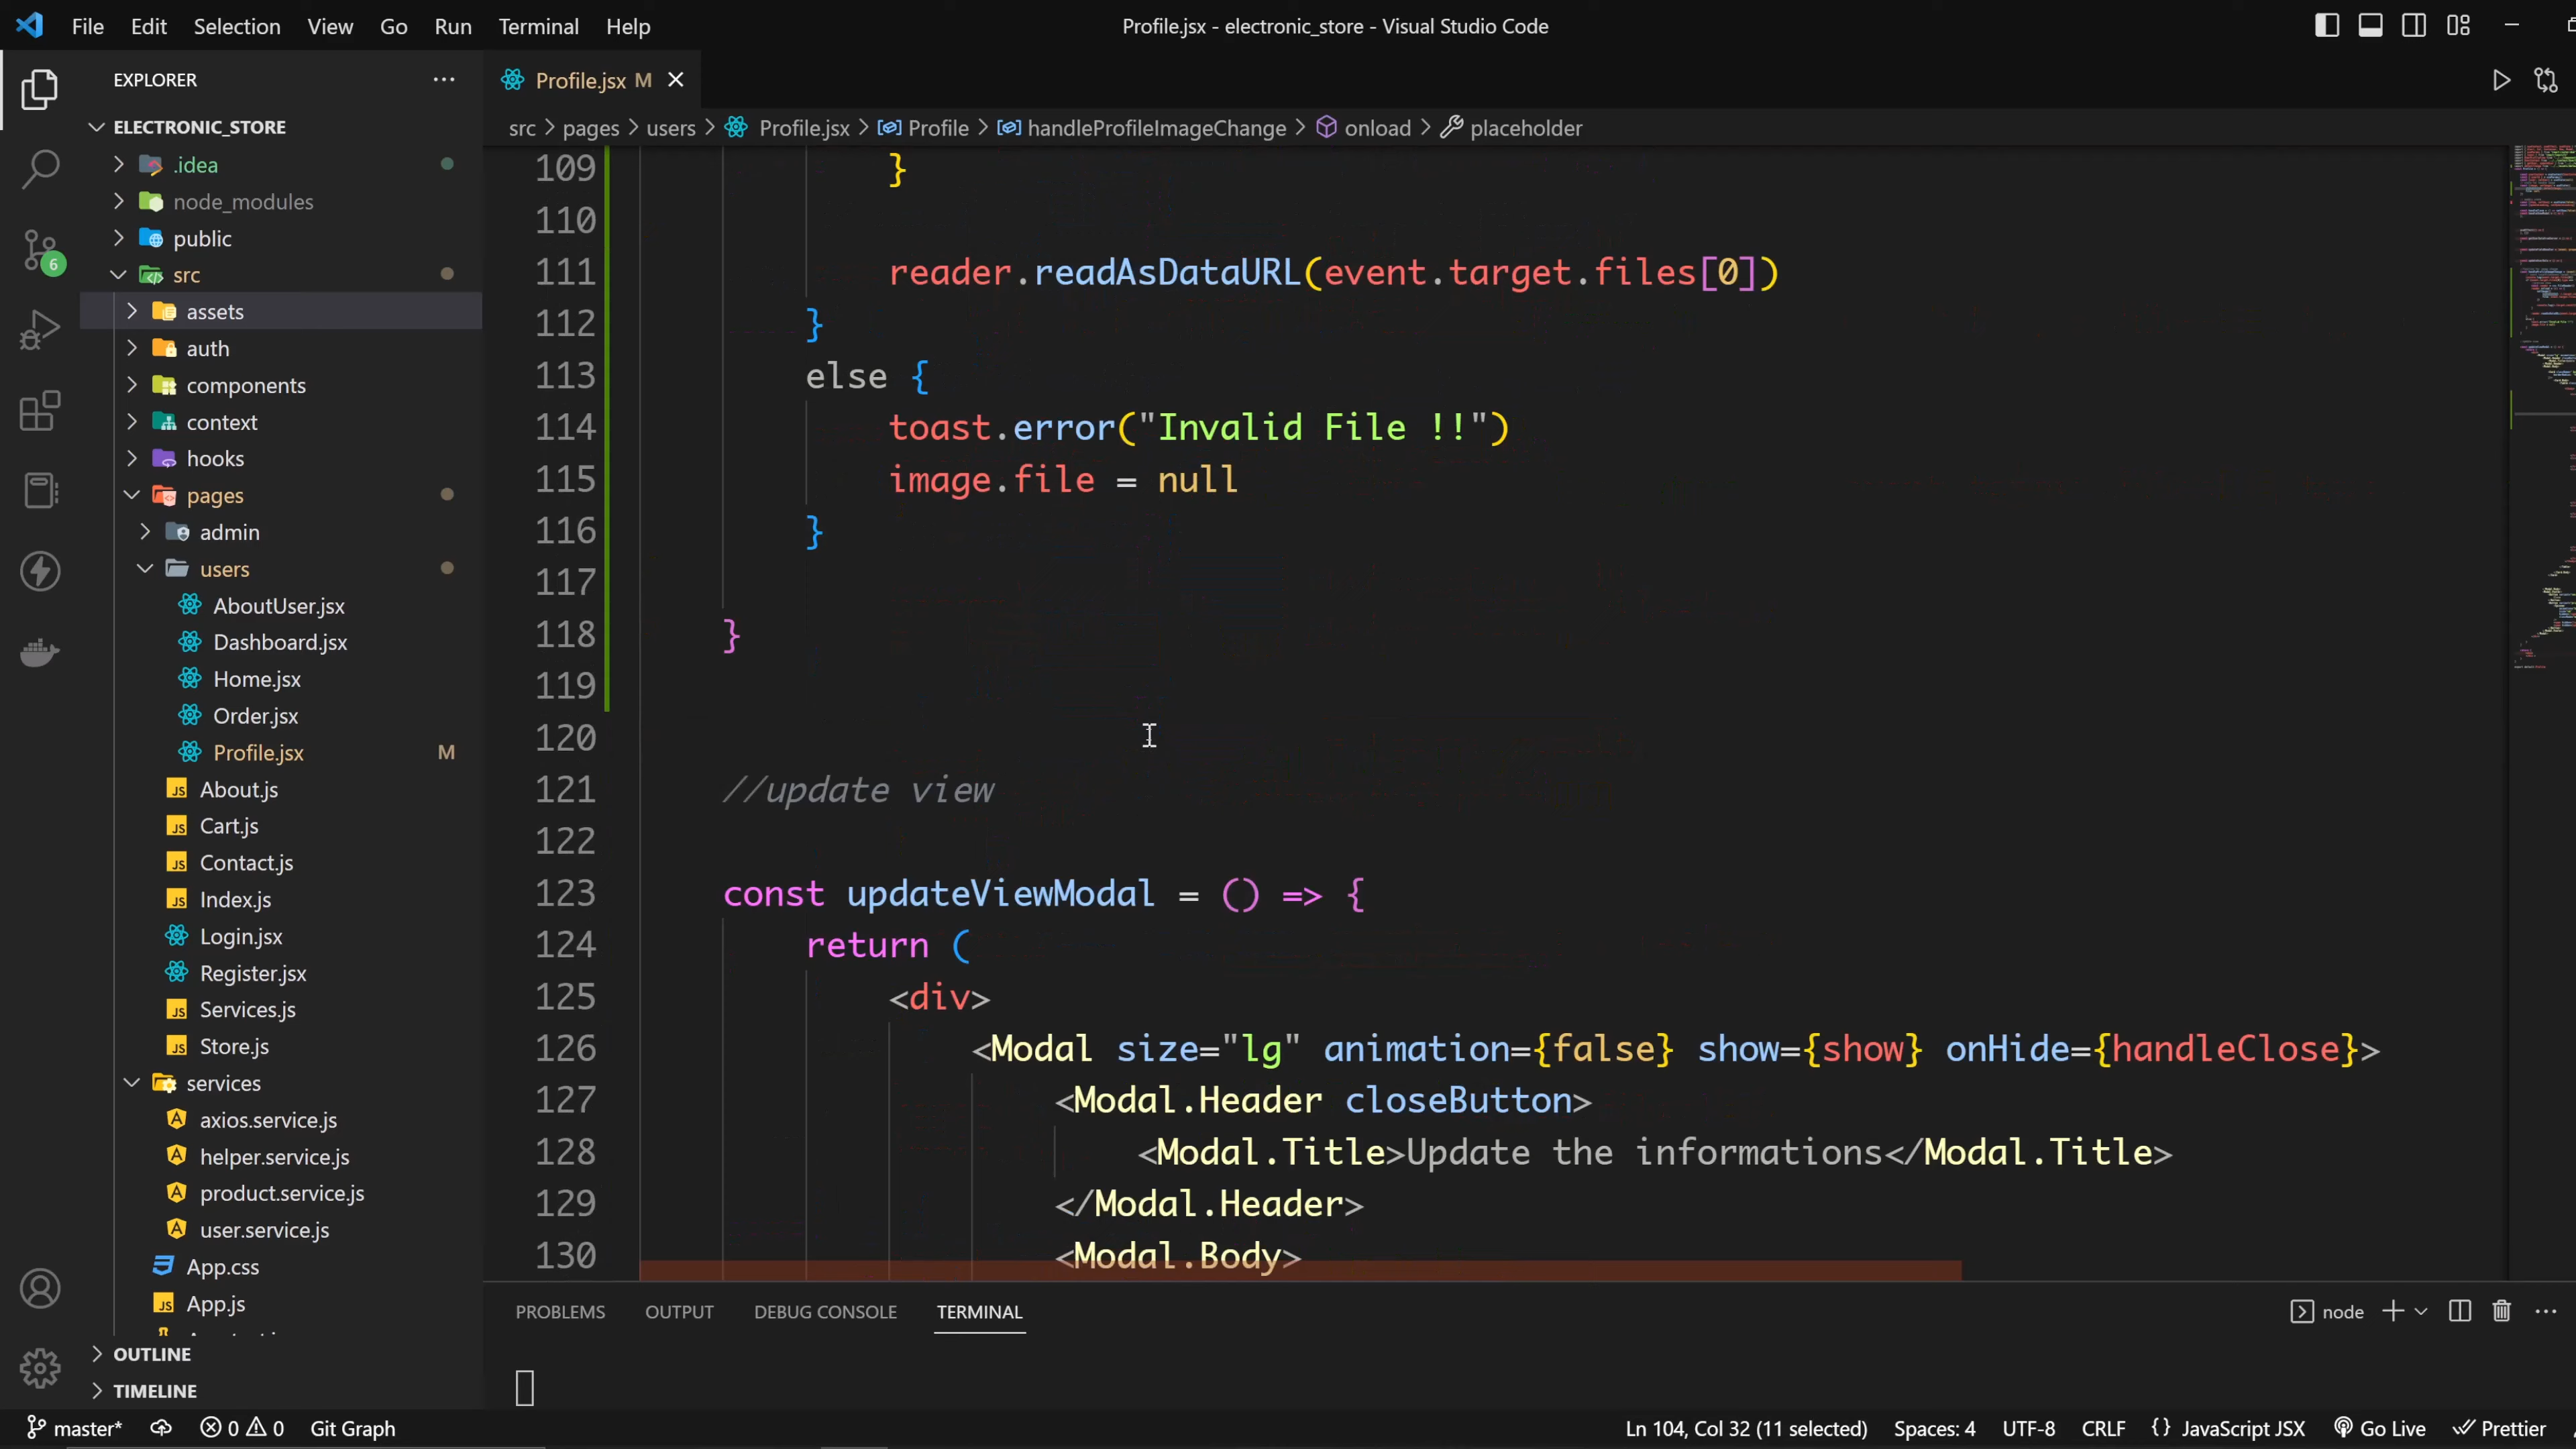 File Edit Selection View Go Run Terminal Help
Profile.jsx - electronic_store - Visual Studio Code
EXPLORER
ELECTRONIC_STORE
.idea
node_modules
public
src
assets
auth
components
context
hooks
pages
admin
users
AboutUser.jsx
Dashboard.jsx
Home.jsx
Order.jsx
Profile.jsx M
About.js
Cart.js
Contact.js
Index.js
Login.jsx
Register.jsx
Services.js
Store.js
services
axios.service.js
helper.service.js
product.service.js
user.service.js
App.css
App.js
OUTLINE
TIMELINE
6
Profile.jsx M
src > pages > users > Profile.jsx > Profile > handleProfileImageChange > onload > placeholder
109 }
110
111 reader.readAsDataURL(event.target.files[0])
112 }
113 else {
114 toast.error("Invalid File !!")
115 image.file = null
116 }
117
118 }
119
120
121 //update view
122
123 const updateViewModal = () => {
124 return (
125 <div>
126 <Modal size="lg" animation={false} show={show} onHide={handleClose}>
127 <Modal.Header closeButton>
128 <Modal.Title>Update the informations</Modal.Title>
129 </Modal.Header>
130 <Modal.Body>
PROBLEMS OUTPUT DEBUG CONSOLE TERMINAL
node
master* 0 0 Git Graph
Ln 104, Col 32 (11 selected) Spaces: 4 UTF-8 CRLF {} JavaScript JSX Go Live Prettier